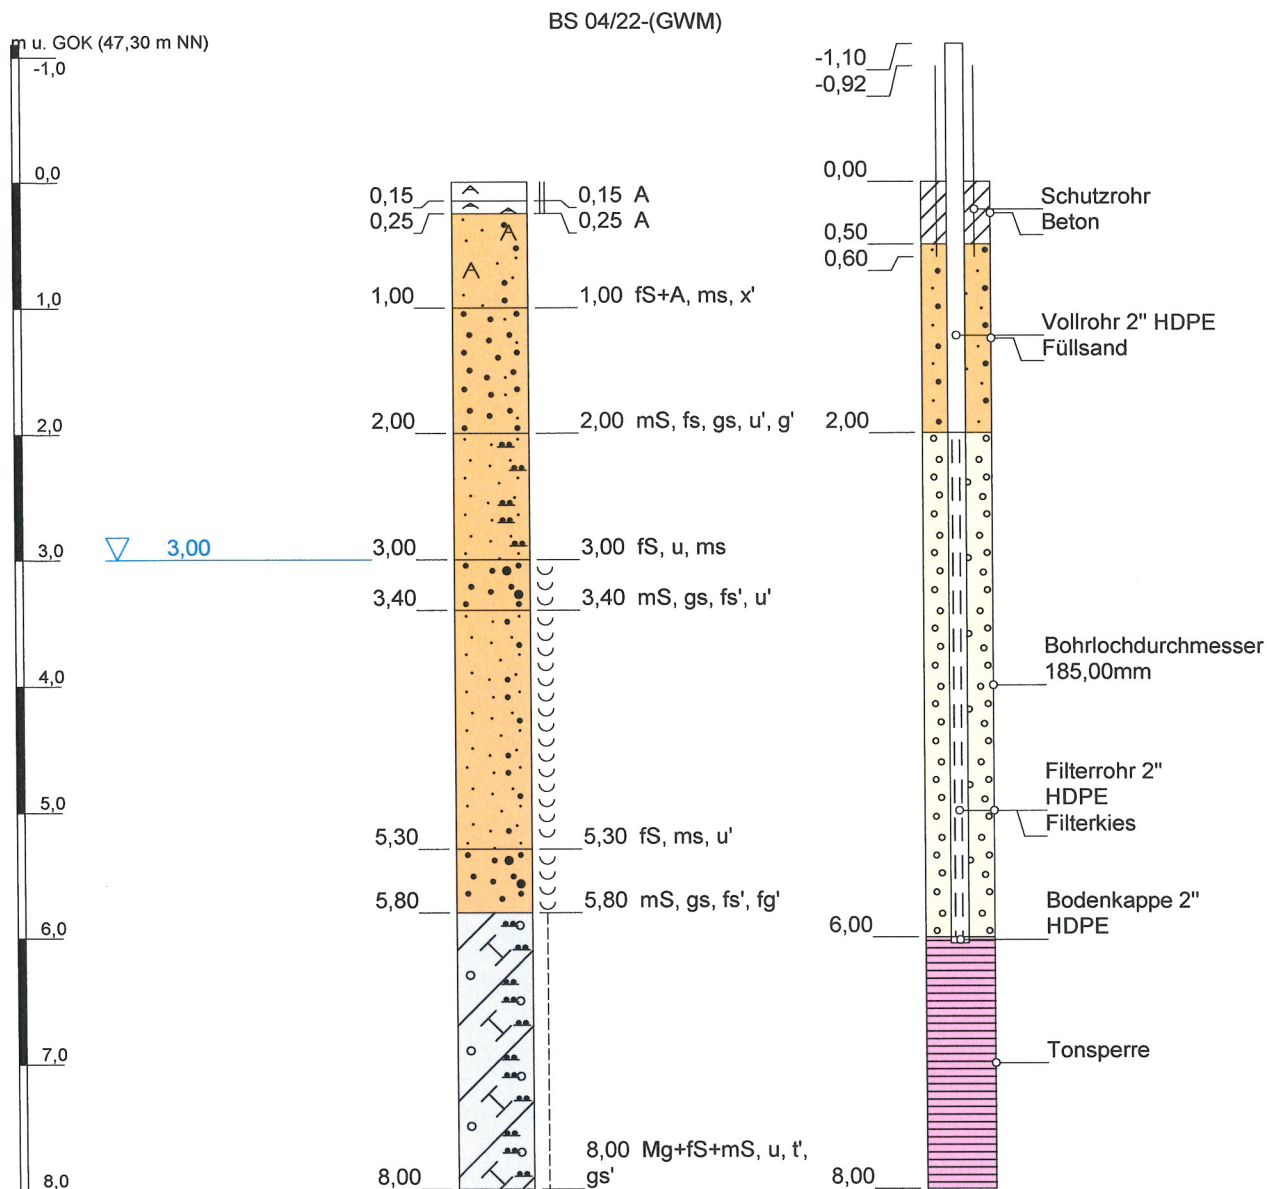 BS 04/22-(GWM)
m u. GOK (47,30 m NN)
-1,0
0,0
1,0
2,0
3,0
4,0
5,0
6,0
7,0
8,0
3,00
0,15
0,25
1,00
2,00
3,00
3,40
5,30
5,80
8,00
0,15 A
0,25 A
1,00 fS+A, ms, x'
2,00 mS, fs, gs, u', g'
3,00 fS, u, ms
3,40 mS, gs, fs', u'
5,30 fS, ms, u'
5,80 mS, gs, fs', fg'
8,00 Mg+fS+mS, u, t',
gs'
-1,10
-0,92
0,00
0,50
0,60
2,00
6,00
8,00
Schutzrohr
Beton
Vollrohr 2" HDPE
Füllsand
Bohrlochdurchmesser
185,00mm
Filterrohr 2"
HDPE
Filterkies
Bodenkappe 2"
HDPE
Tonsperre